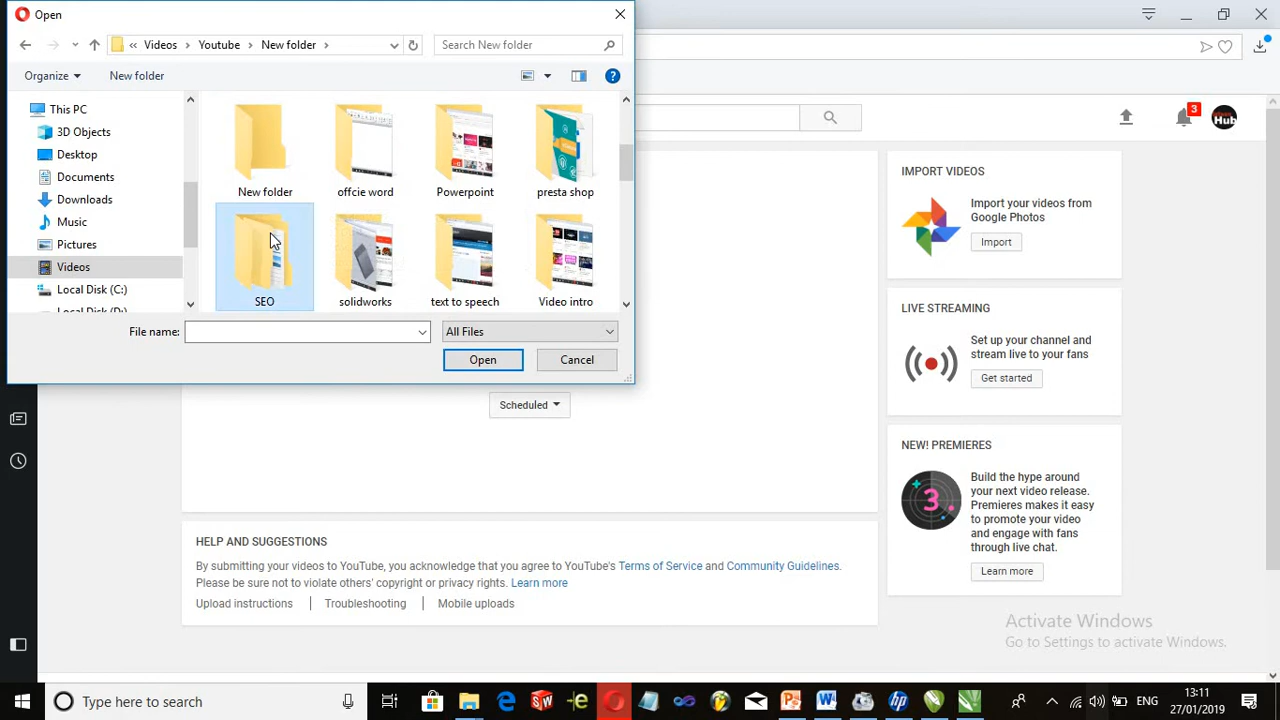 Open
Videos
Youtube
New folder
Search New folder
Organize
New folder
This PC
3D Objects
Desktop
Documents
Downloads
Music
Pictures
Videos
Local Disk (C:)
Local Disk (D:)
New folder
offcie word
Powerpoint
presta shop
SEO
solidworks
text to speech
Video intro
File name:
All Files
Open
Cancel
3
Hub
Scheduled
IMPORT VIDEOS
Import your videos from
Google Photos
Import
LIVE STREAMING
Set up your channel and
stream live to your fans
Get started
NEW! PREMIERES
3
Build the hype around
your next video release.
Premieres makes it easy
to promote your video
and engage with fans
through live chat.
Learn more
HELP AND SUGGESTIONS
By submitting your videos to YouTube, you acknowledge that you agree to YouTube's Terms of Service and Community Guidelines.
Please be sure not to violate others' copyright or privacy rights. Learn more
Upload instructions
Troubleshooting
Mobile uploads
Activate Windows
Go to Settings to activate Windows.
Type here to search
ENG
13:11
27/01/2019